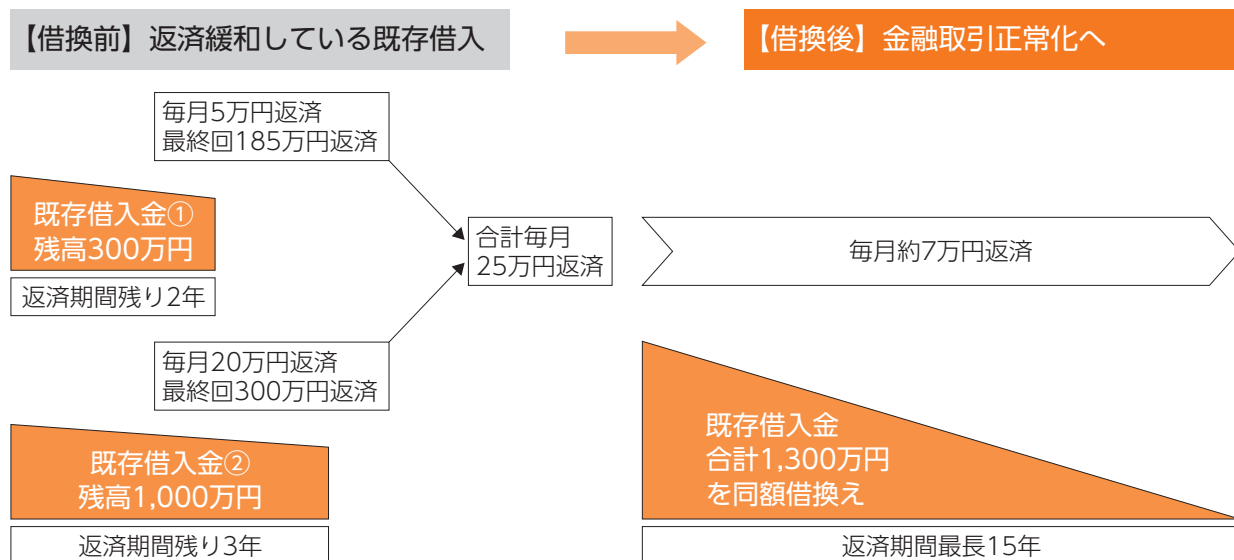 【借換前】返済緩和している既存借入
【借換後】金融取引正常化へ
毎月5万円返済
最終回185万円返済
既存借入金①
残高300万円
返済期間残り2年
合計毎月
25万円返済
毎月約7万円返済
毎月20万円返済
最終回300万円返済
既存借入金②
残高1,000万円
返済期間残り3年
既存借入金
合計1,300万円
を同額借換え
返済期間最長15年